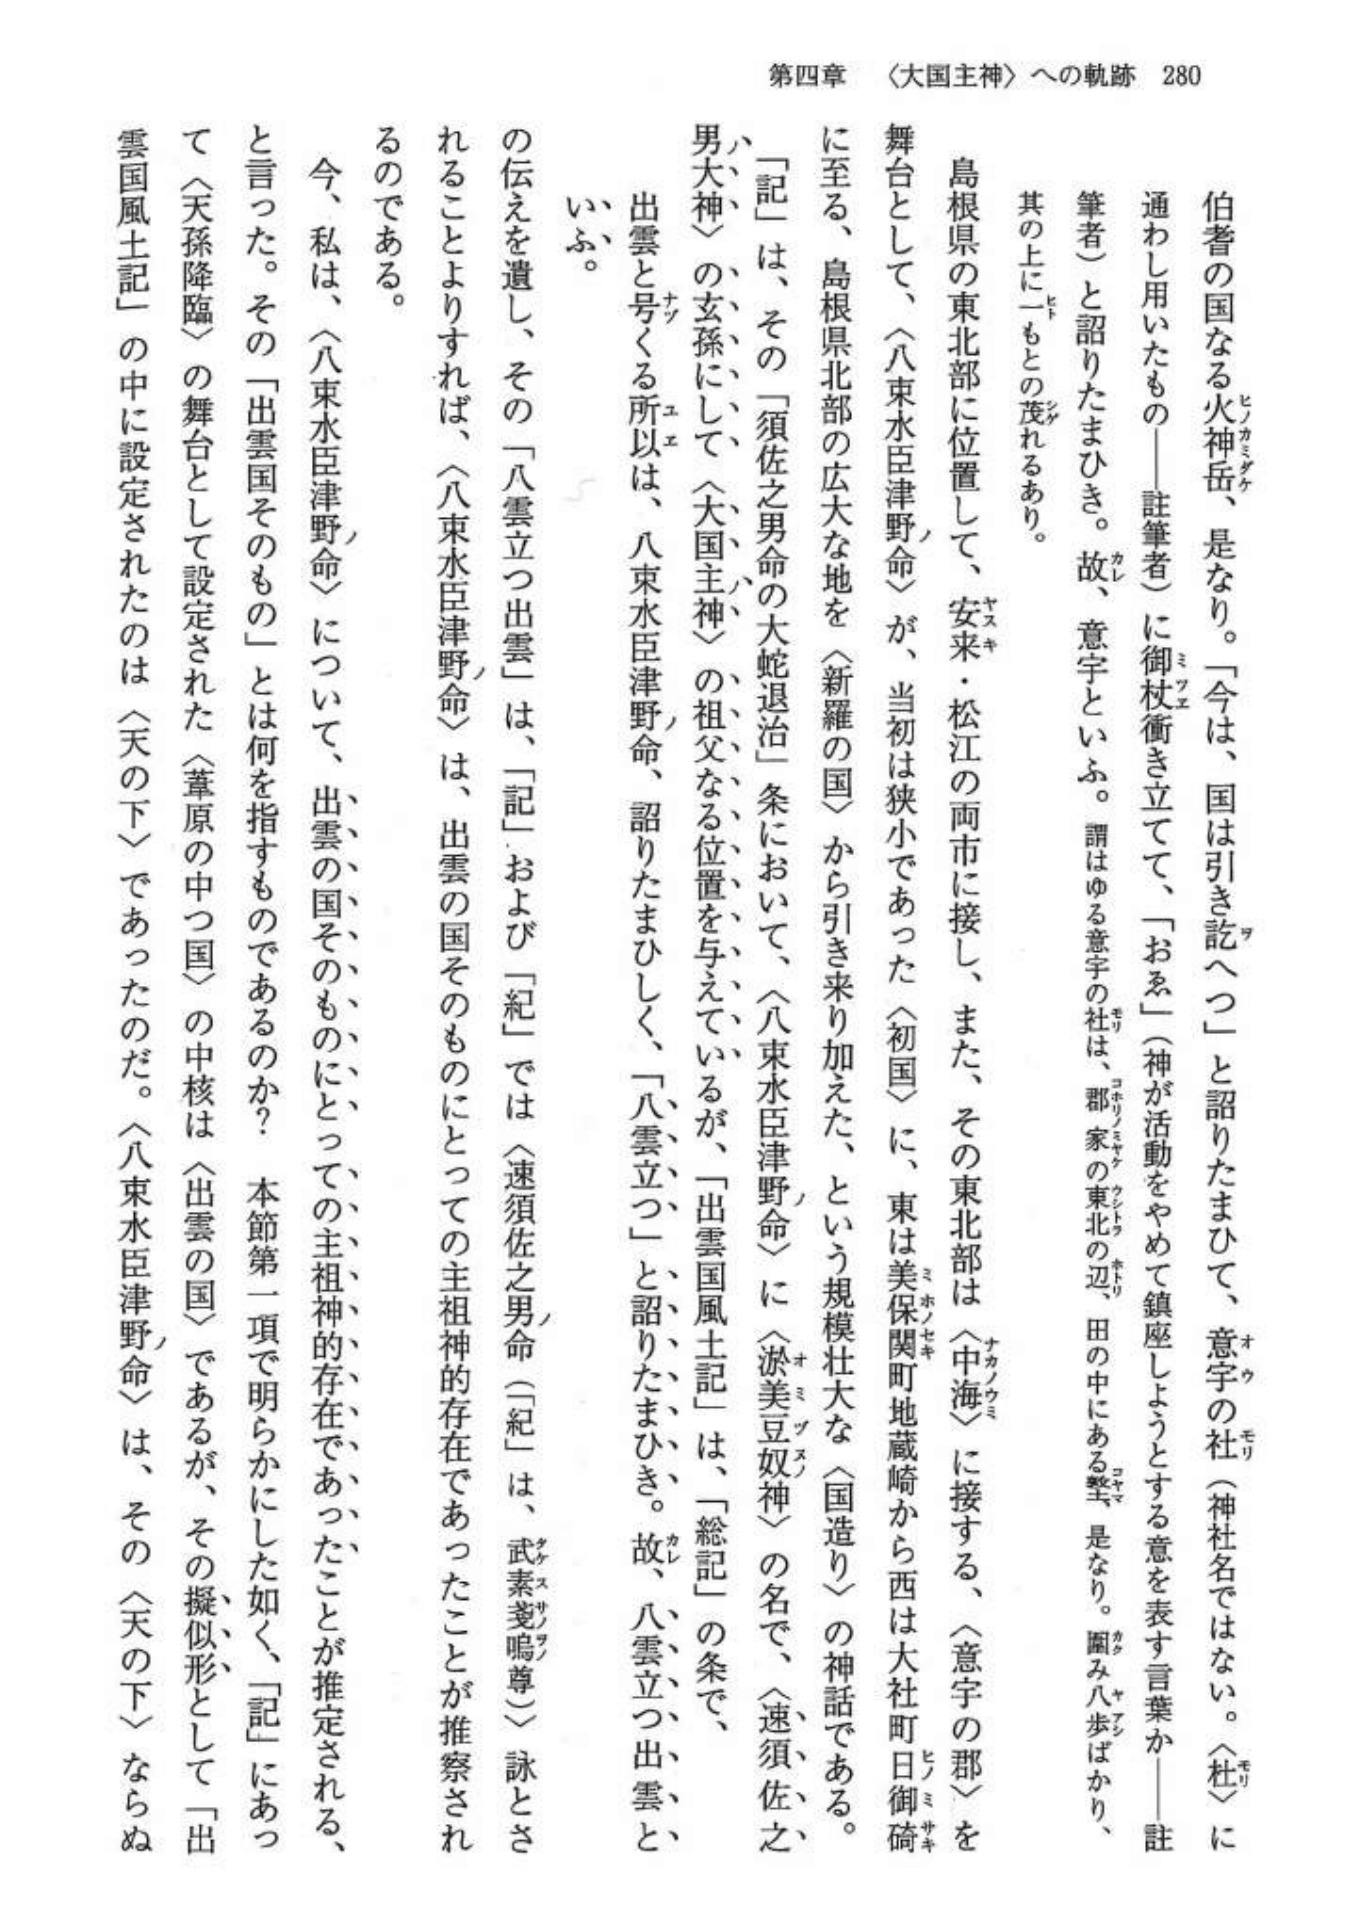 第四章　〈大国主神〉への軌跡　280
伯耆の国なる火神岳、是なり。「今は、国は引き訖へつ」と詔りたまひて、意宇の社（神社名ではない。〈杜〉に
通わし用いたもの——註筆者）に御杖衝き立てて、「おゑ」（神が活動をやめて鎮座しようとする意を表す言葉か——註
筆者）と詔りたまひき。故、意宇といふ。謂はゆる意宇の社は、郡家の東北の辺、田の中にある墼、是なり。圍み八歩ばかり、
其の上に一もとの茂れるあり。
島根県の東北部に位置して、安来・松江の両市に接し、また、その東北部は〈中海〉に接する、〈意宇の郡〉を
舞台として、〈八束水臣津野命〉が、当初は狭小であった〈初国〉に、東は美保関町地蔵崎から西は大社町日御碕
に至る、島根県北部の広大な地を〈新羅の国〉から引き来り加えた、という規模壮大な〈国造り〉の神話である。
「記」は、その「須佐之男命の大蛇退治」条において、〈八束水臣津野命〉に〈淤美豆奴神〉の名で、〈速須佐之
男大神〉の玄孫にして〈大国主神〉の祖父なる位置を与えているが、「出雲国風土記」は、「総記」の条で、
出雲と号くる所以は、八束水臣津野命、詔りたまひしく、「八雲立つ」と詔りたまひき。故、八雲立つ出雲と
いふ。
の伝えを遺し、その「八雲立つ出雲」は、「記」および「紀」では〈速須佐之男命（「紀」は、武素戔嗚尊）〉詠とさ
れることよりすれば、〈八束水臣津野命〉は、出雲の国そのものにとっての主祖神的存在であったことが推察され
るのである。
今、私は、〈八束水臣津野命〉について、出雲の国そのものにとっての主祖神的存在であったことが推定される、
と言った。その「出雲国そのもの」とは何を指すものであるのか？　本節第一項で明らかにした如く、「記」にあっ
て〈天孫降臨〉の舞台として設定された〈葦原の中つ国〉の中核は〈出雲の国〉であるが、その擬似形として「出
雲国風土記」の中に設定されたのは〈天の下〉であったのだ。〈八束水臣津野命〉は、その〈天の下〉ならぬ